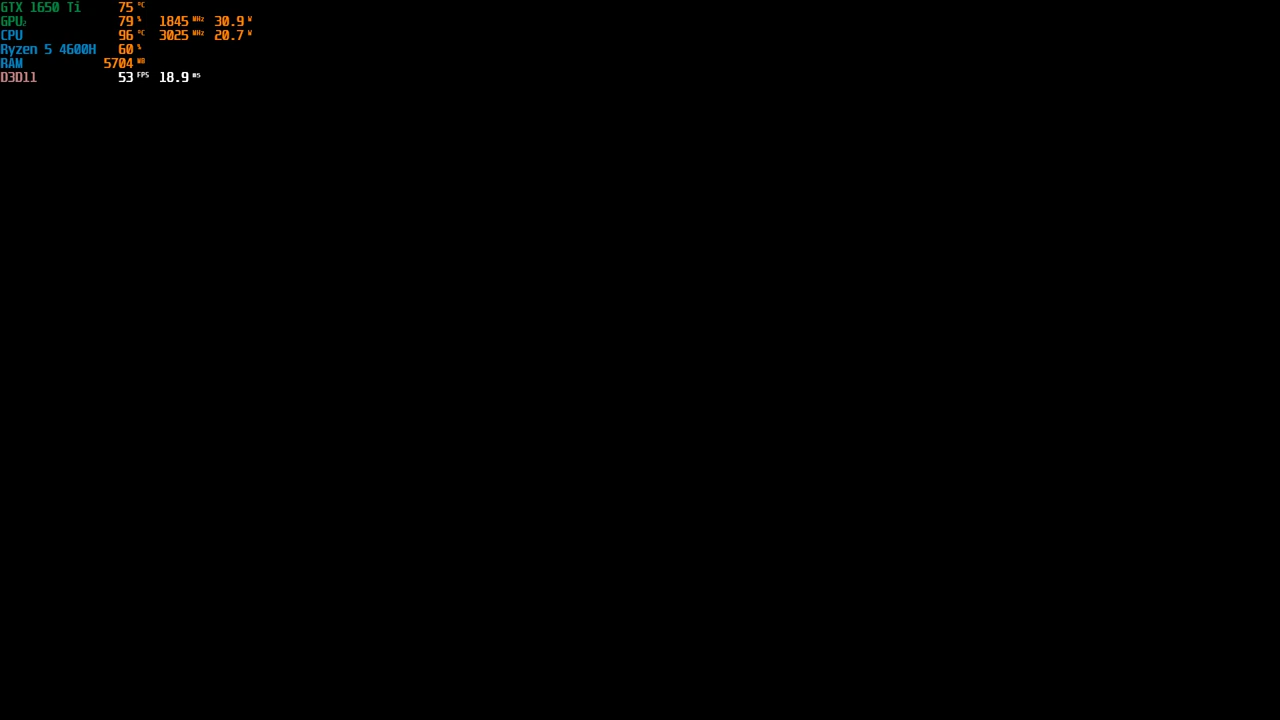 GTX 1650 Ti 75 °C
GPU2 79 % 1845 MHz 30.9 W
CPU 96 °C 3025 MHz 20.7 W
Ryzen 5 4600H 60 %
RAM 5704 MB
D3D11 53 FPS 18.9 ms